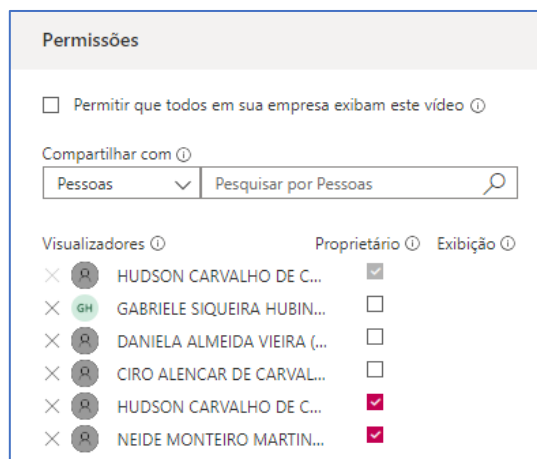 Permissões
Permitir que todos em sua empresa exibam este vídeo
Compartilhar com
Pessoas Pesquisar por Pessoas
Visualizadores Proprietário Exibição
HUDSON CARVALHO DE C...
GH GABRIELE SIQUEIRA HUBIN...
DANIELA ALMEIDA VIEIRA (...
CIRO ALENCAR DE CARVAL...
HUDSON CARVALHO DE C...
NEIDE MONTEIRO MARTIN...